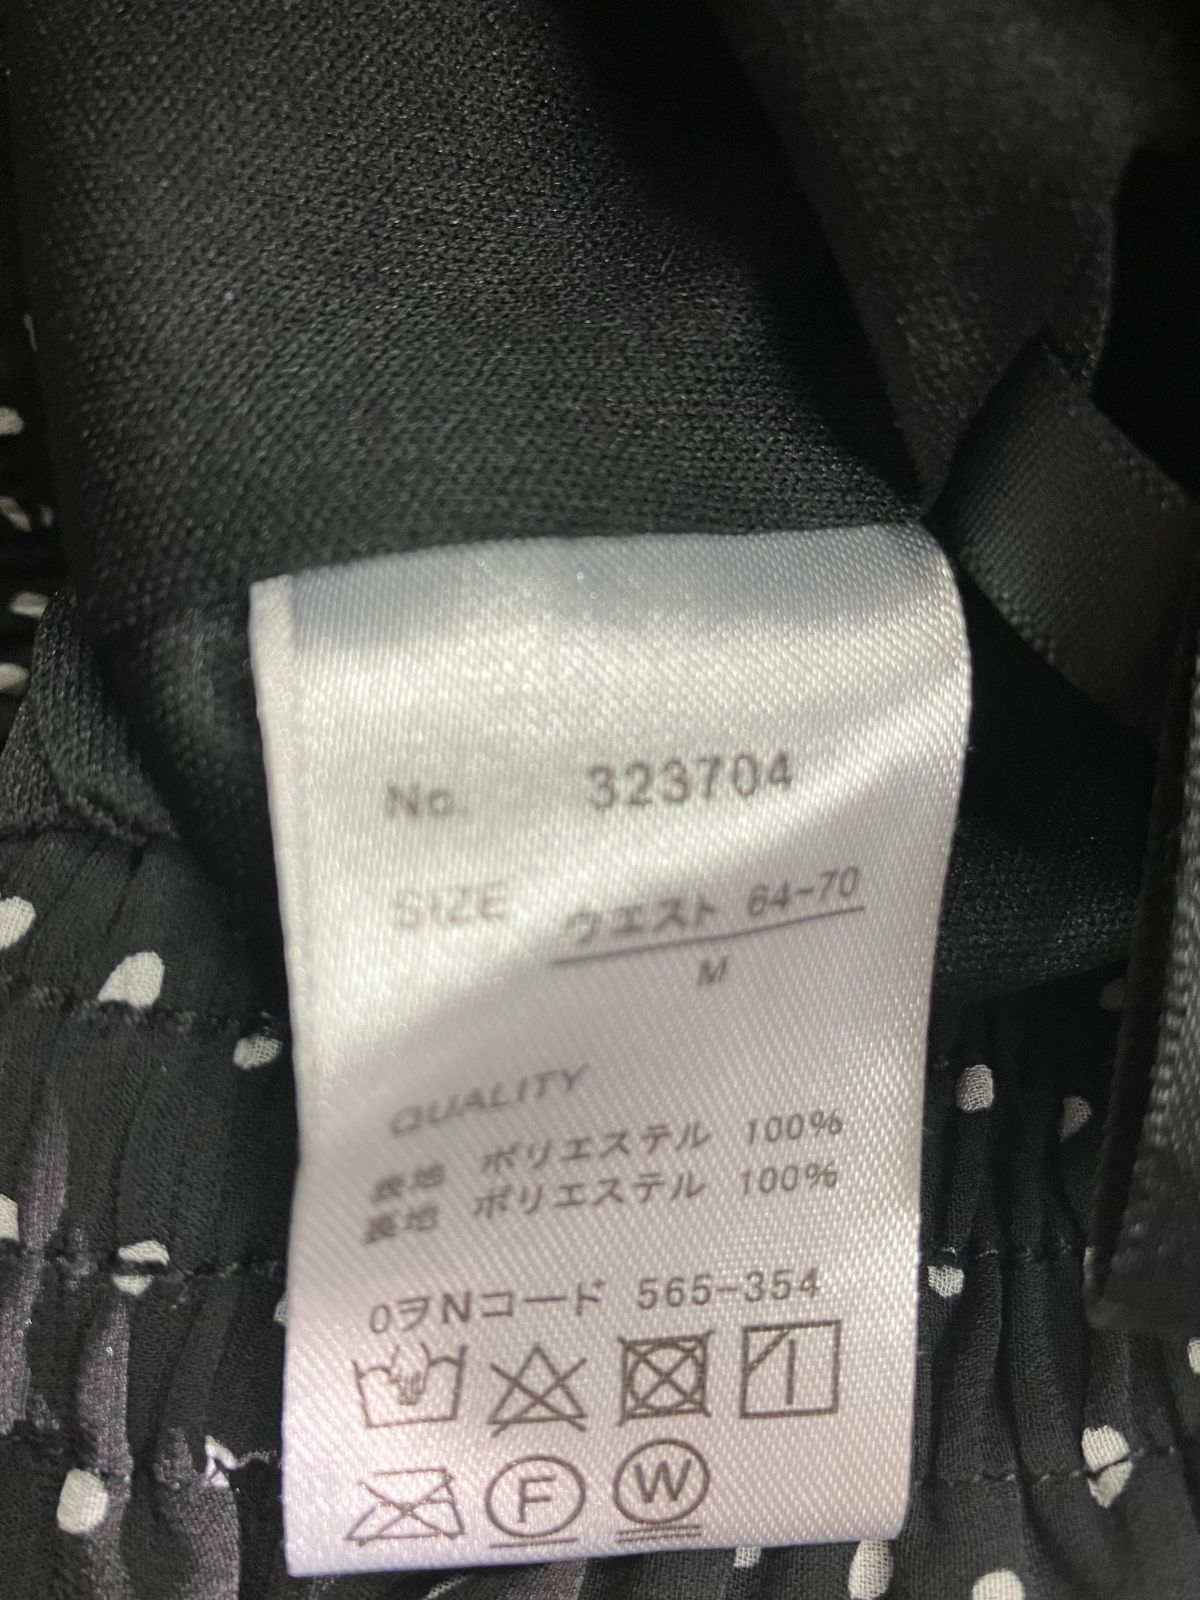 No. 323704
SIZE ウエスト 64-70
M
QUALITY
表地 ポリエステル 100%
裏地 ポリエステル 100%
0ヲNコード 565-354
F W